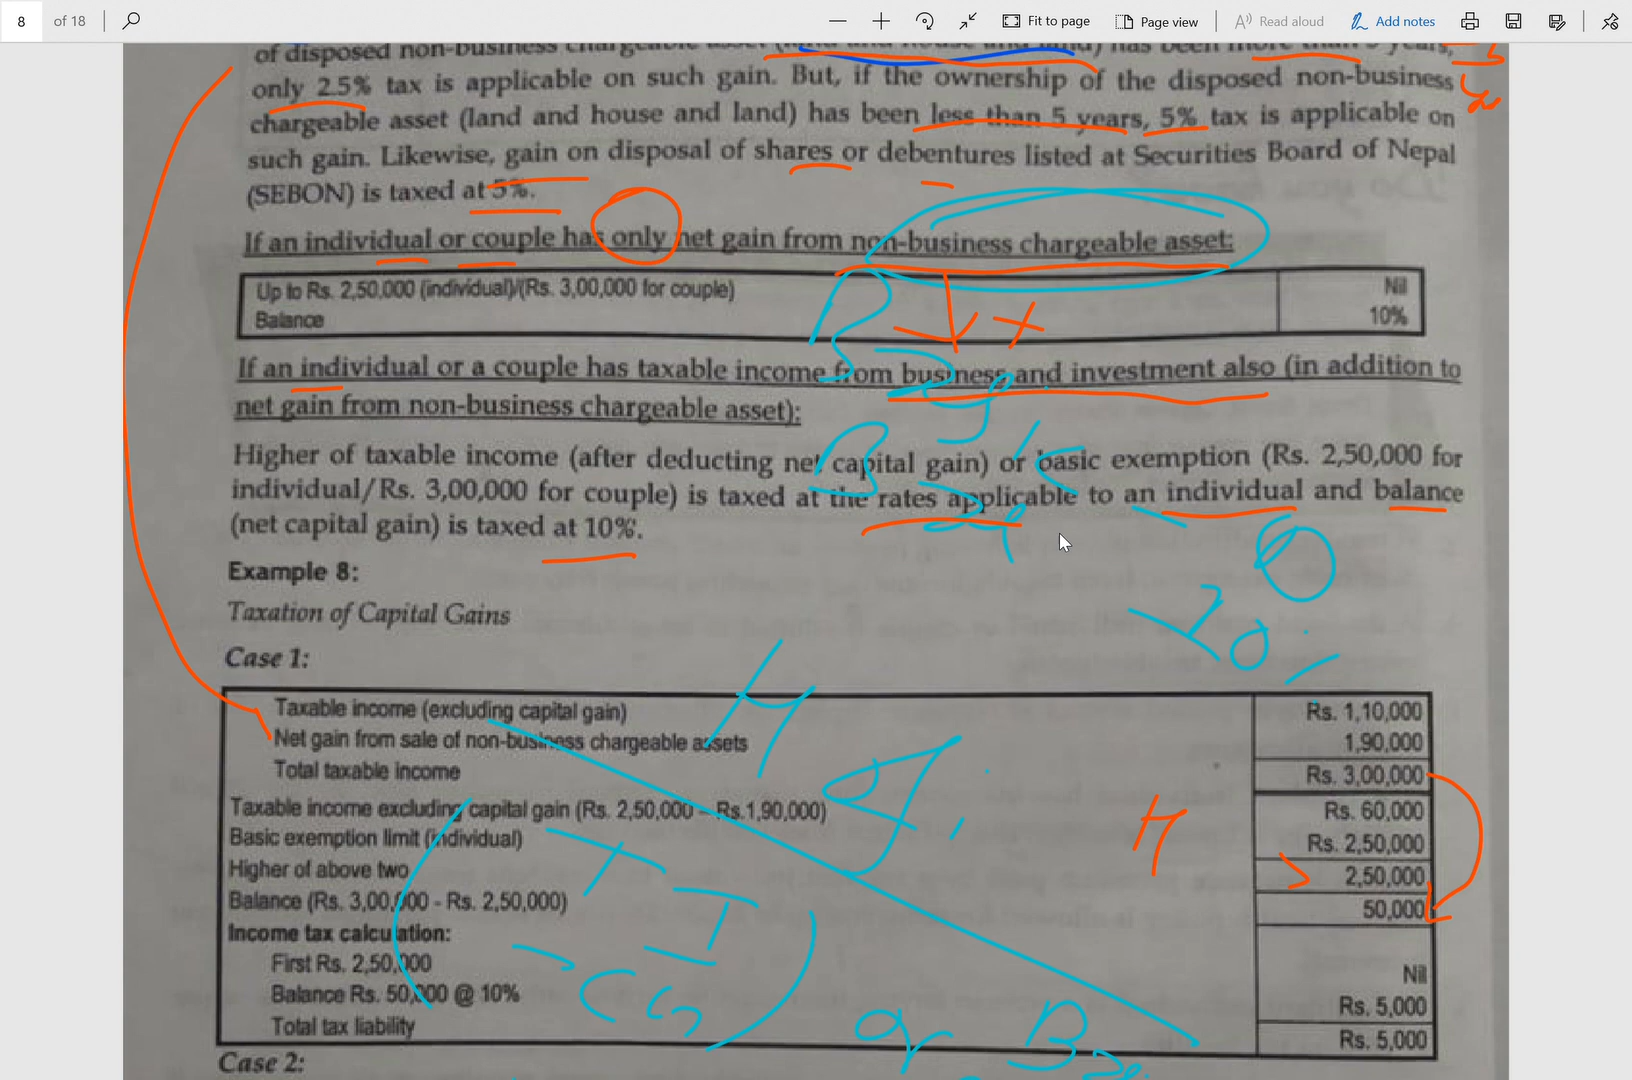 8 of 18
Fit to page
Page view
Read aloud
Add notes
of disposed non-business chargeable asset
has been more than 5 years,
only 2.5% tax is applicable on such gain. But, if the ownership of the disposed non-business
chargeable asset (land and house and land) has been less than 5 years, 5% tax is applicable on
such gain. Likewise, gain on disposal of shares or debentures listed at Securities Board of Nepal
(SEBON) is taxed at 5%.
If an individual or couple has only net gain from non-business chargeable asset:
Up to Rs. 2,50,000 (individual)/(Rs. 3,00,000 for couple) Nil
Balance 10%
If an individual or a couple has taxable income from business and investment also (in addition to
net gain from non-business chargeable asset):
Higher of taxable income (after deducting net capital gain) or basic exemption (Rs. 2,50,000 for
individual/Rs. 3,00,000 for couple) is taxed at the rates applicable to an individual and balance
(net capital gain) is taxed at 10%.
Example 8:
Taxation of Capital Gains
Case 1:
Taxable income (excluding capital gain) Rs. 1,10,000
Net gain from sale of non-business chargeable assets 1,90,000
Total taxable income Rs. 3,00,000
Taxable income excluding capital gain (Rs. 2,50,000 – Rs.1,90,000) Rs. 60,000
Basic exemption limit (individual) Rs. 2,50,000
Higher of above two 2,50,000
Balance (Rs. 3,00,000 - Rs. 2,50,000) 50,000
Income tax calculation:
First Rs. 2,50,000 Nil
Balance Rs. 50,000 @ 10% Rs. 5,000
Total tax liability Rs. 5,000
Case 2: